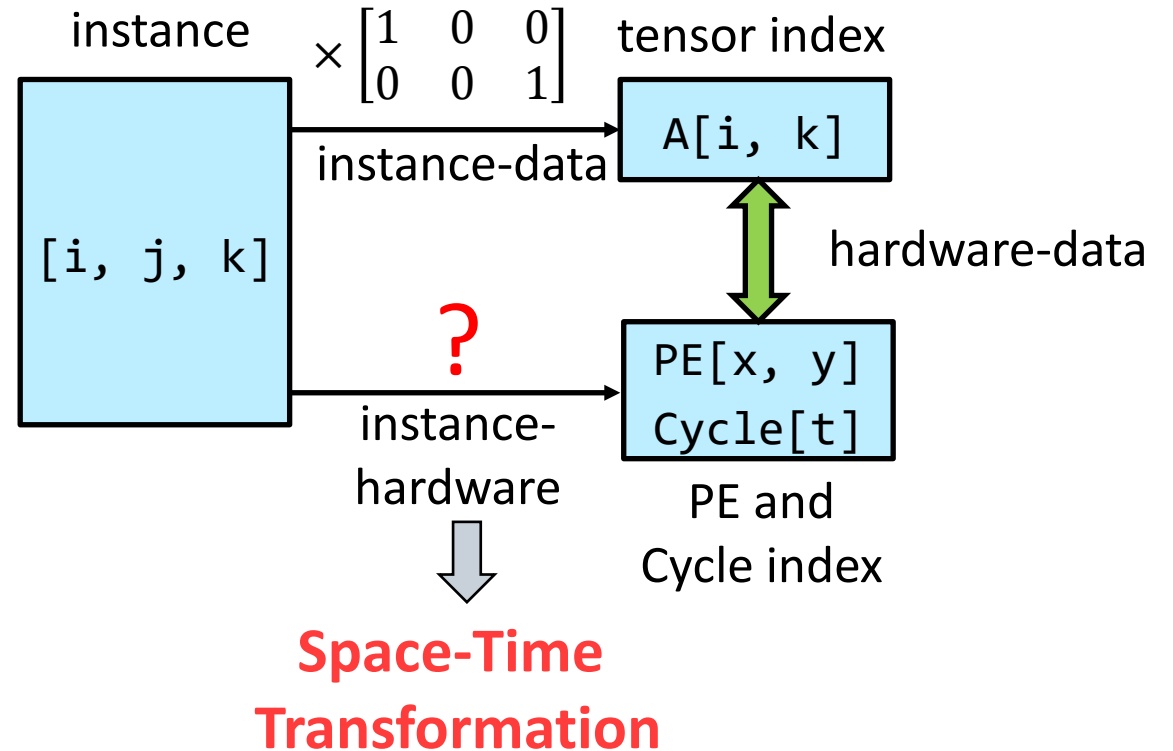 instance
× [1 0 0
0 0 1]
tensor index
A[i, k]
instance-data
[i, j, k]
hardware-data
?
PE[x, y]
Cycle[t]
instance-
hardware
PE and
Cycle index
Space-Time
Transformation